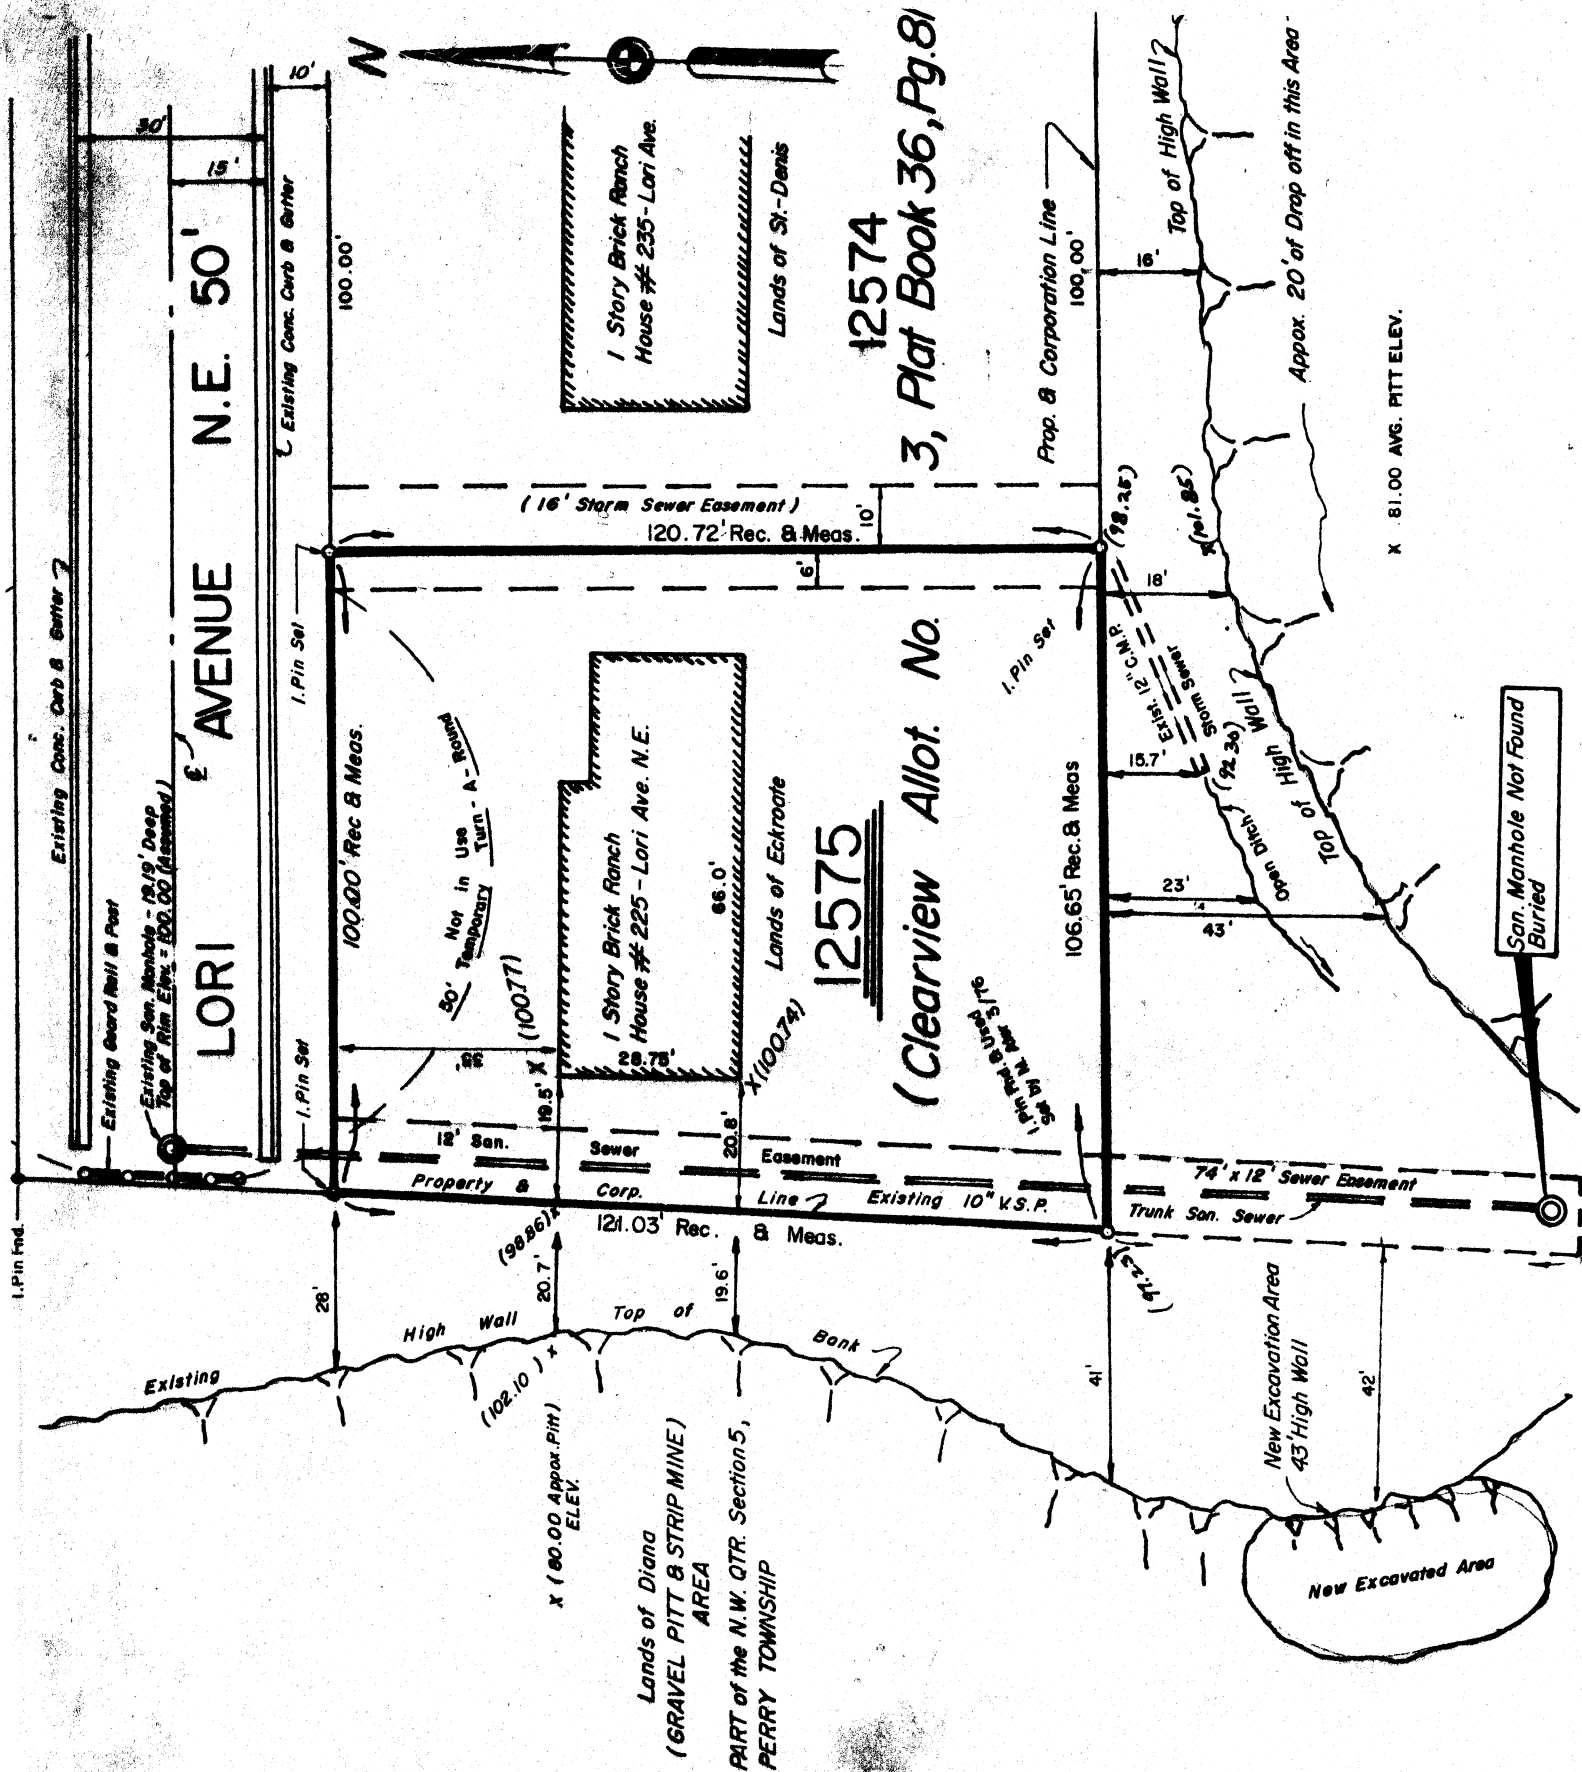 N
10'
30'
15'
LORI AVENUE N.E. 50'
Existing Conc. Curb & Gutter
Existing Conc. Curb & Gutter
100.00'
1 Story Brick Ranch
House # 235-Lori Ave.
Lands of St.-Denis
12574
3, Plat Book 36, Pg.81
Prop. & Corporation Line
100.00'
Top of High Wall
16'
Appox. 20' of Drop off in this Area
X 81.00 AVG. PITT ELEV.
(16' Storm Sewer Easement)
120.72' Rec. & Meas.
10'
6'
(98.25)
X(101.85)
18'
I.Pin Set
I.Pin Set
Existing San. Manhole - 19.19' Deep
Top of Rim Elev. = 100.00 (Assumed)
Existing Guard Rail & Post
I.Pin Set
I.Pin Fnd.
100.00' Rec & Meas.
50' Temporary Turn-A-Round
Not in Use
X (100.77)
35'
1 Story Brick Ranch
House # 225-Lori Ave. N.E.
28.75'
66.0'
Lands of Eckroate
X(100.74)
12575
(Clearview Allot. No.
I.Pin Fnd. & Used
106.65' Rec.& Meas
Exist. 12" C.M.P.
Storm Sewer
15.7'
(92.30)
Open Ditch
Top of High Wall
23'
43'
San. Manhole Not Found
Buried
19.5'
20.8'
12' San. Sewer Easement
Property & Corp. Line
Existing 10" V.S.P.
121.03' Rec. & Meas.
74' x 12' Sewer Easement
Trunk San. Sewer
(98.86)x
(97.23)
28'
20.7'
19.6'
41'
42'
Existing High Wall Top of Bank
(102.10) x
x (80.00 Appox.Pitt)
ELEV.
Lands of Diana
(GRAVEL PITT & STRIP MINE)
AREA
PART of the N.W. QTR. Section 5,
PERRY TOWNSHIP
New Excavation Area
43' High Wall
New Excavated Area